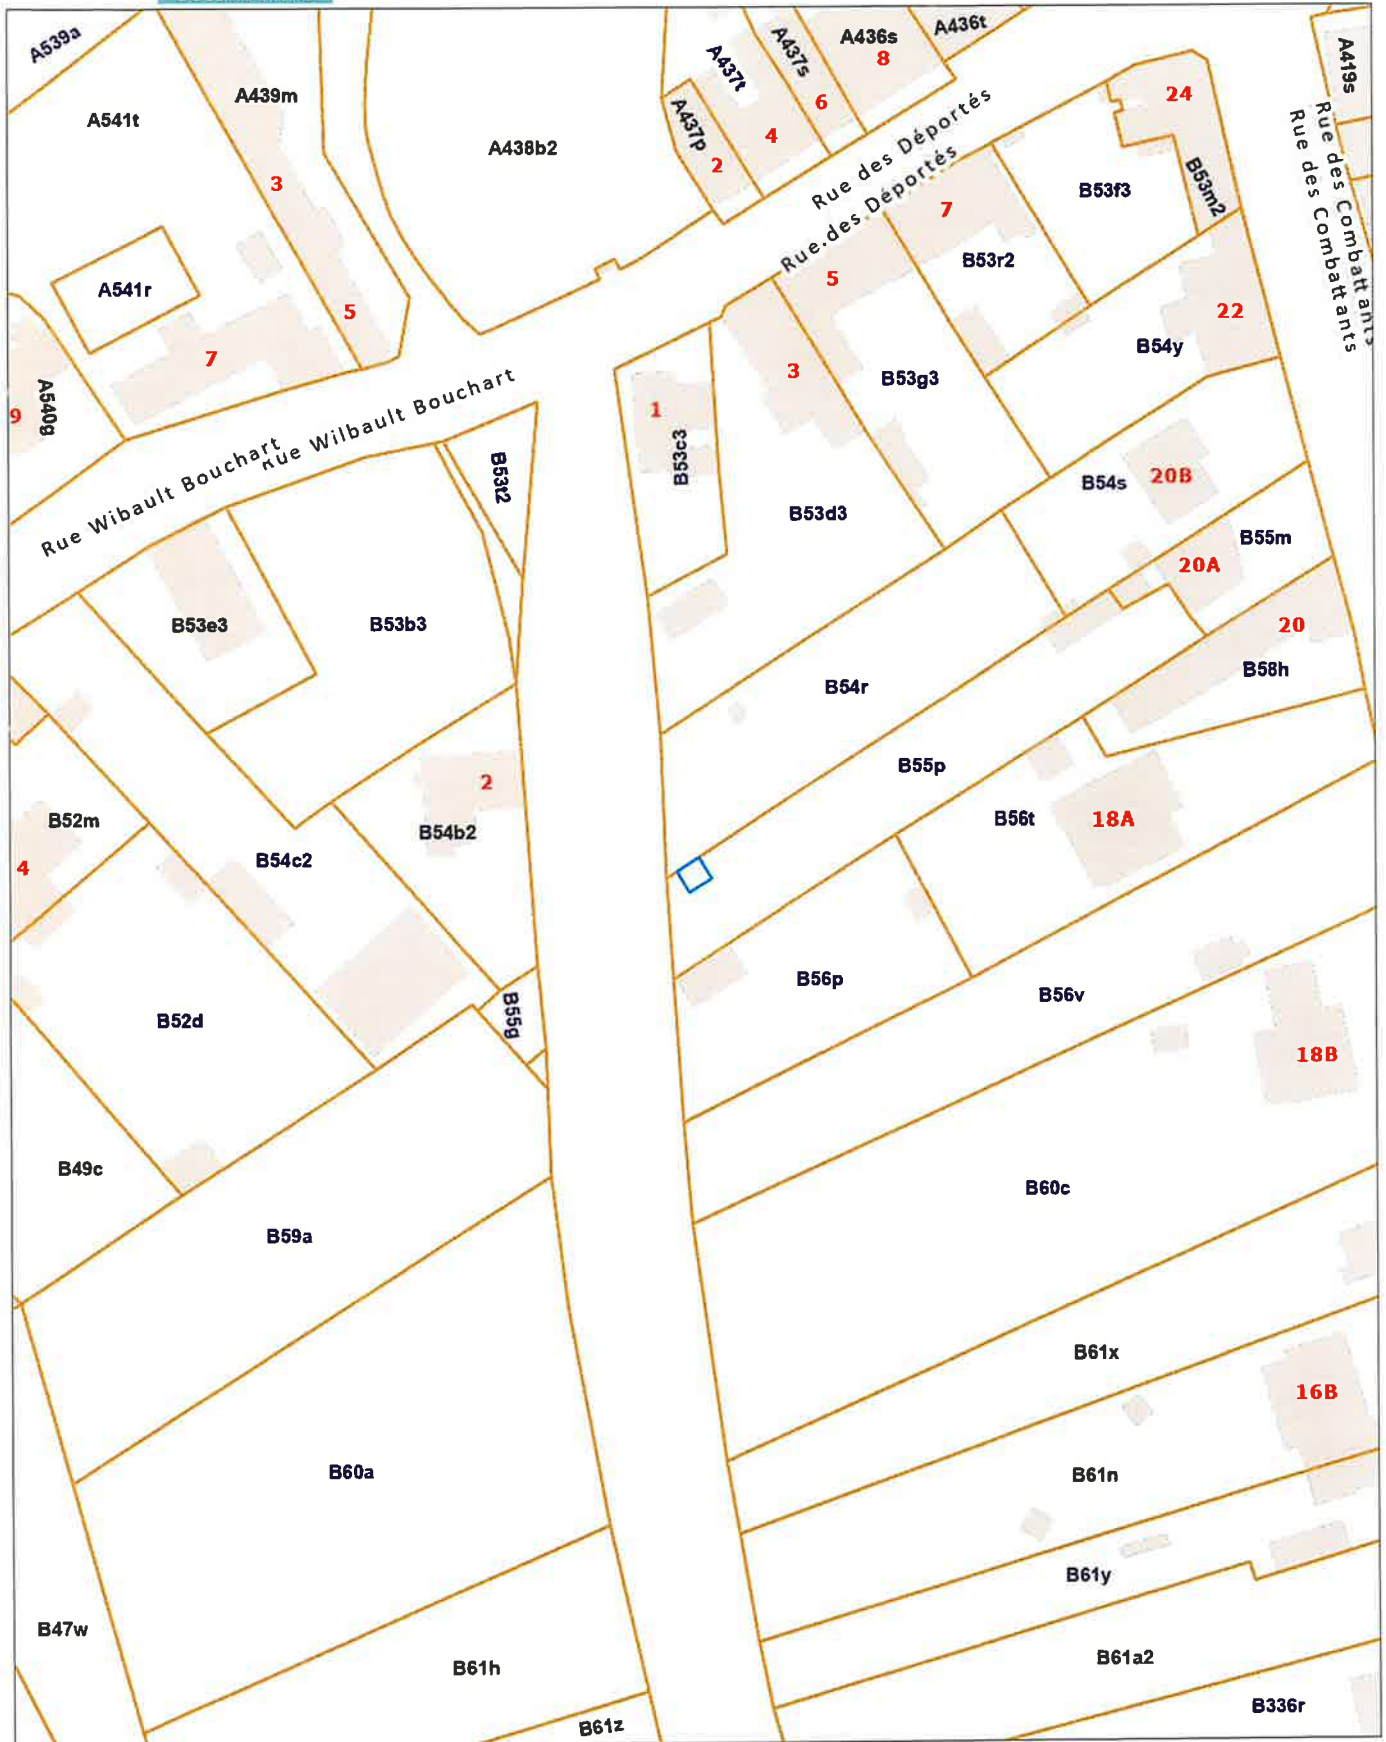 A539a
A541t
A439m
3
A438b2
A437t
A437s
A436s
8
A436t
6
4
A437p
2
Rue des Déportés
Rue des Déportés
24
B53m2
B53f3
A419s
Rue des Combattants
Rue des Combattants
A541r
7
5
7
B53r2
5
22
B54y
9
A540g
Rue Wibault Bouchart
Rue Wilbault Bouchart
B53t2
1
B53c3
3
B53g3
B53d3
B54s
20B
B55m
20A
20
B58h
B53e3
B53b3
B54r
B55p
B52m
4
2
B54b2
B54c2
B56t
18A
B56p
B56v
B52d
B55g
18B
B49c
B59a
B60c
B61x
16B
B60a
B61n
B61y
B47w
B61h
B61a2
B61z
B336r